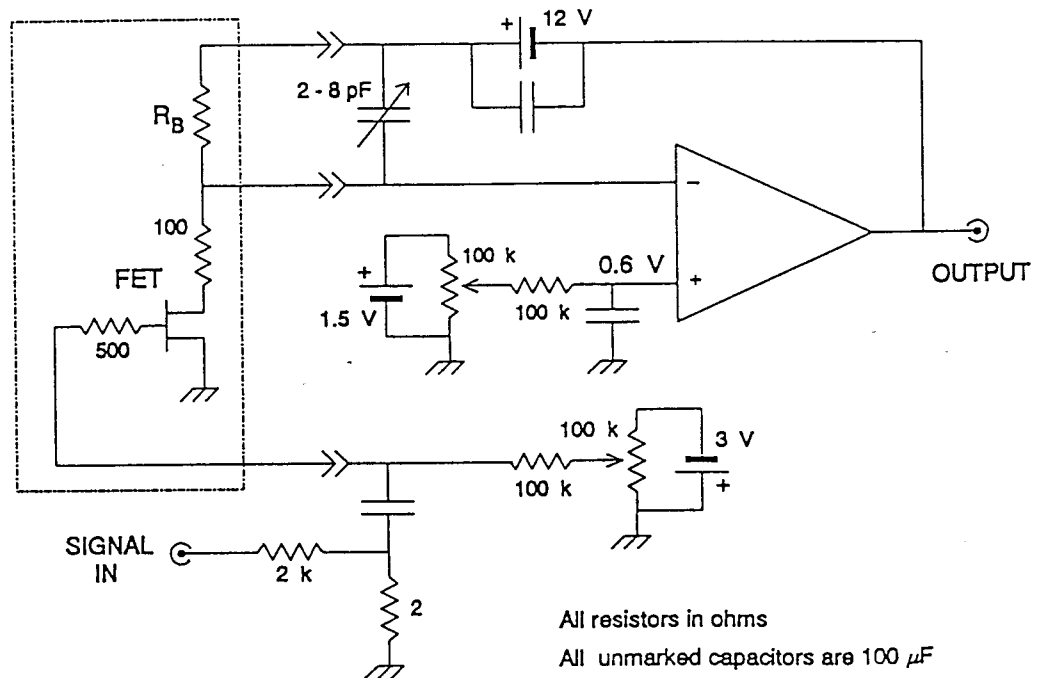 +
12 V
2 - 8 pF
R_B
100
FET
500
+
1.5 V
100 k
100 k
0.6 V
−
+
OUTPUT
100 k
100 k
3 V
+
SIGNAL
IN
2 k
2
All resistors in ohms
All unmarked capacitors are 100 μF